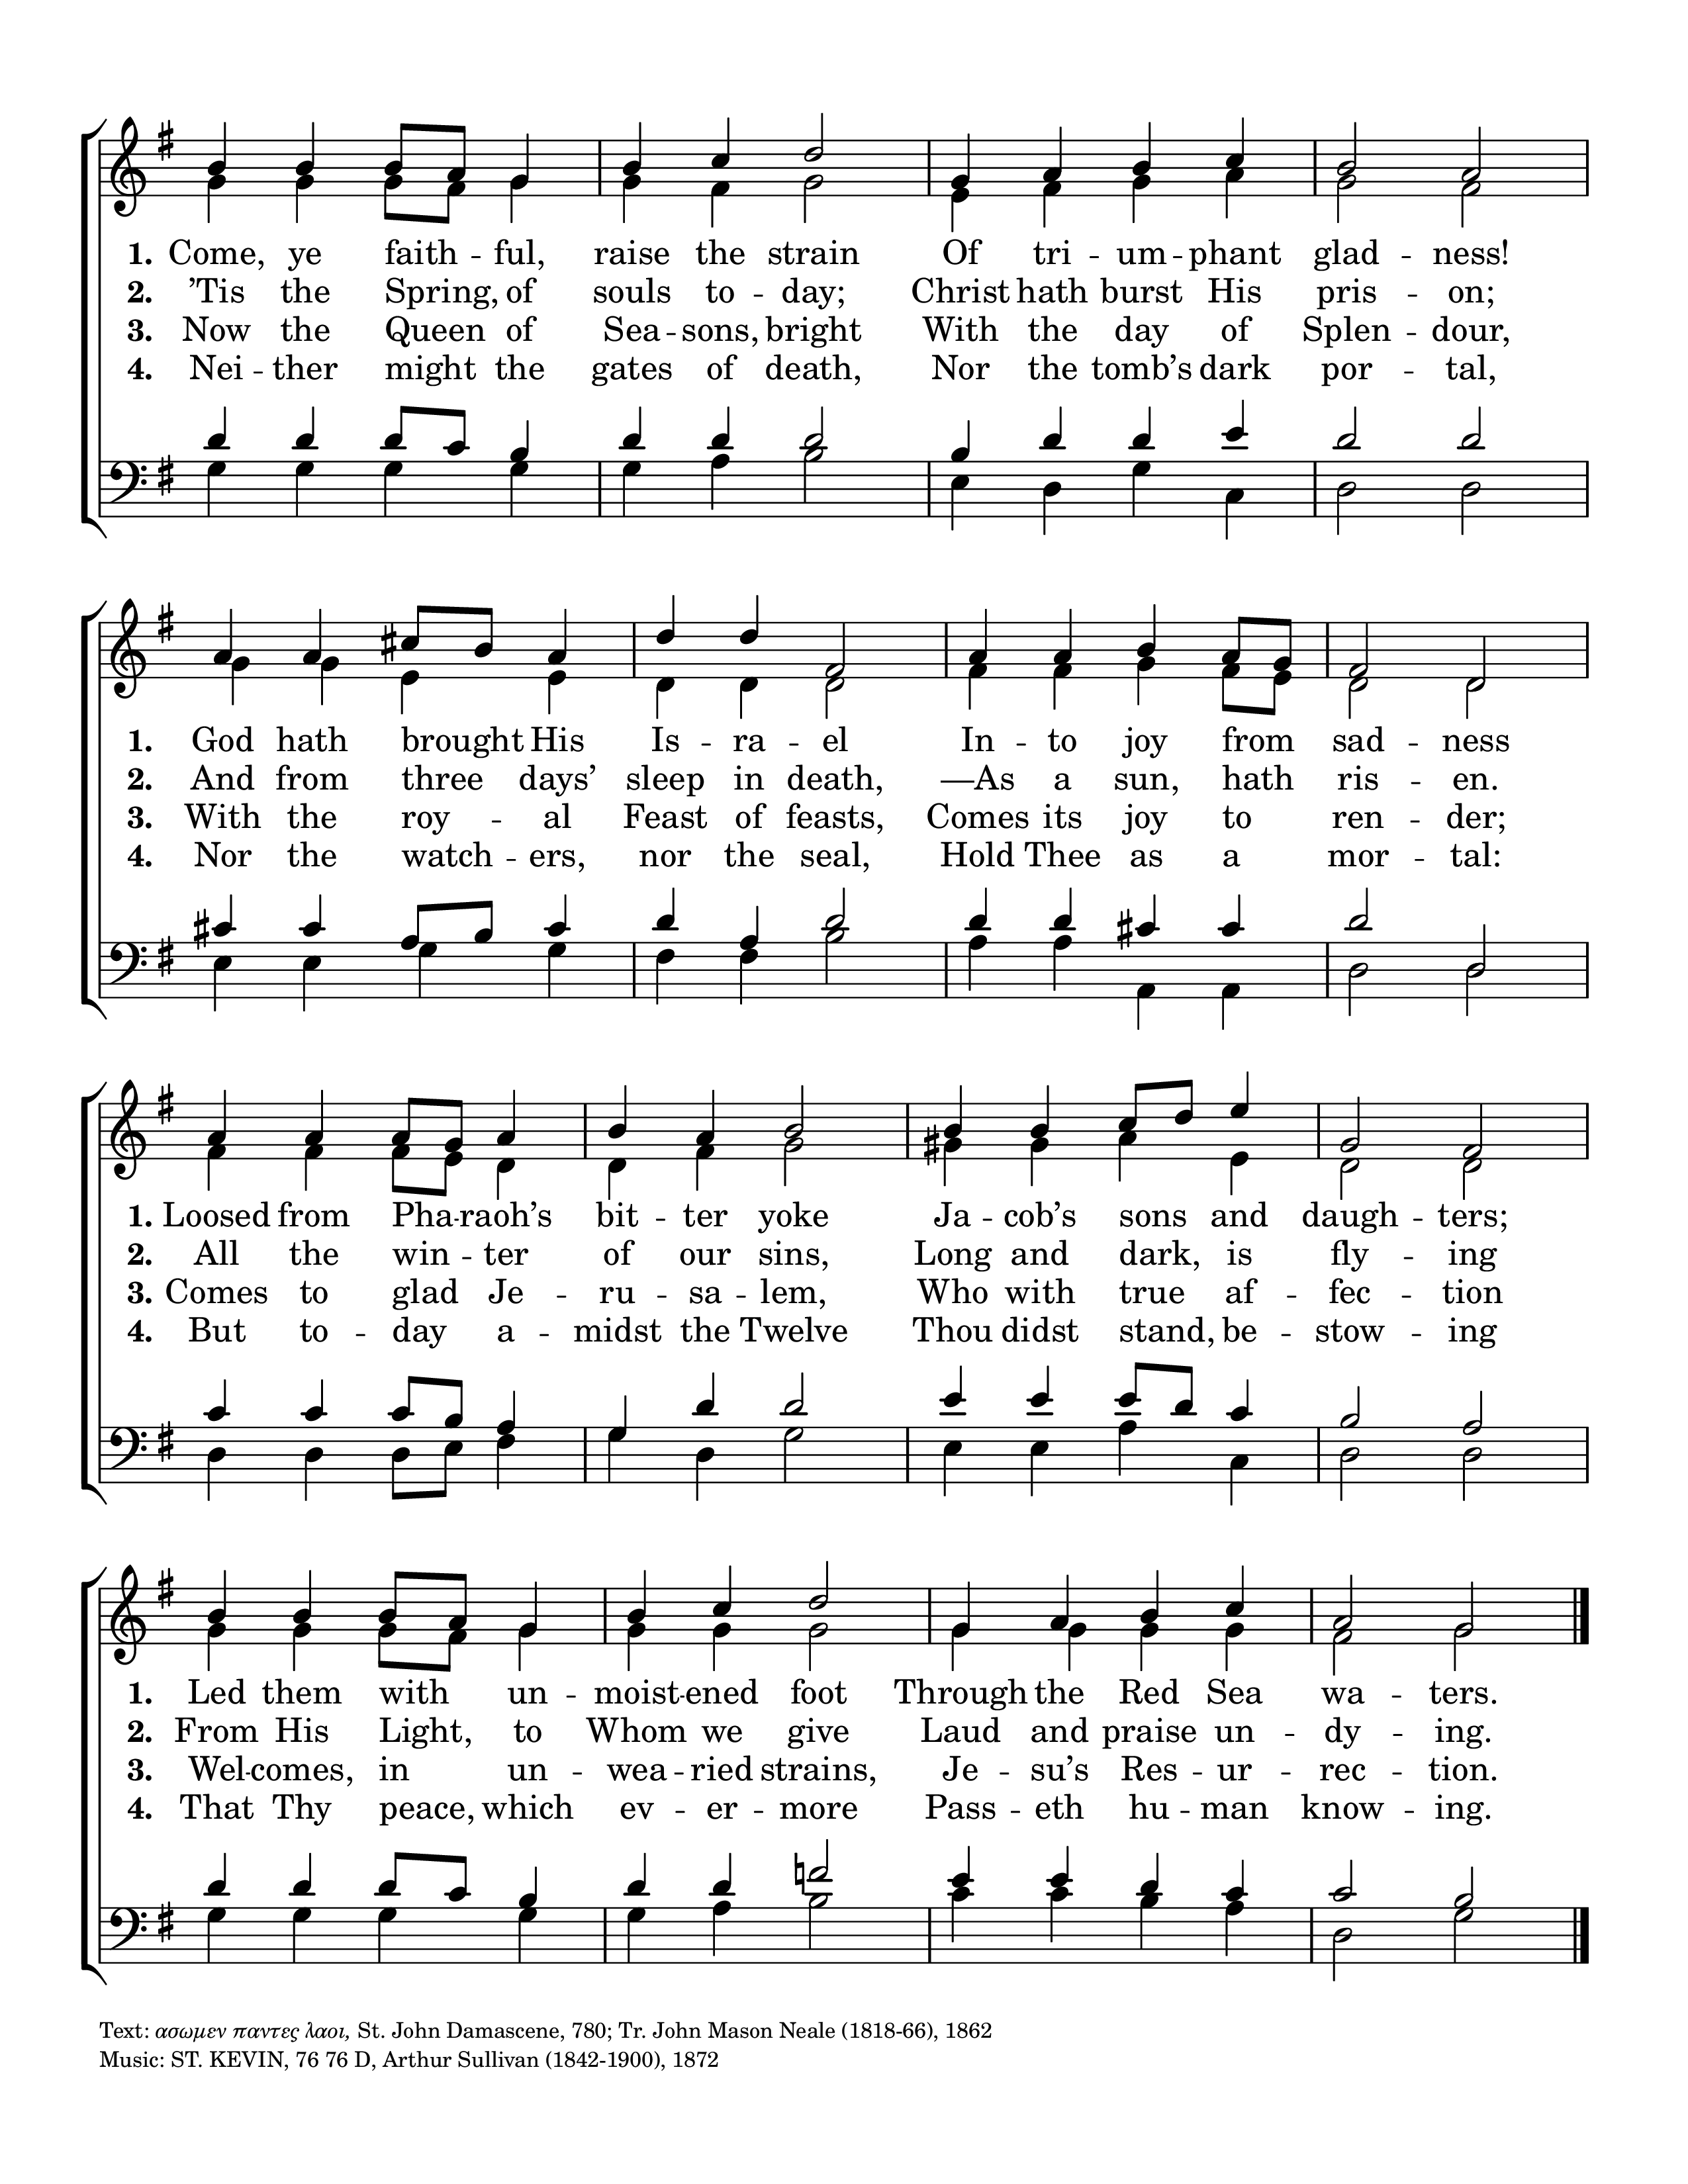 1. Come, ye faith -- ful, raise the strain Of tri -- um -- phant glad -- ness!
2. ’Tis the Spring, of souls to -- day; Christ hath burst His pris -- on;
3. Now the Queen of Sea -- sons, bright With the day of Splen -- dour,
4. Nei -- ther might the gates of death, Nor the tomb’s dark por -- tal,
1. God hath brought His Is -- ra -- el In -- to joy from sad -- ness
2. And from three days’ sleep in death, —As a sun, hath ris -- en.
3. With the roy -- al Feast of feasts, Comes its joy to ren -- der;
4. Nor the watch -- ers, nor the seal, Hold Thee as a mor -- tal:
1. Loosed from Pha -- raoh’s bit -- ter yoke Ja -- cob’s sons and daugh -- ters;
2. All the win -- ter of our sins, Long and dark, is fly -- ing
3. Comes to glad Je -- ru -- sa -- lem, Who with true af -- fec -- tion
4. But to -- day a -- midst the Twelve Thou didst stand, be -- stow -- ing
1. Led them with un -- moist -- ened foot Through the Red Sea wa -- ters.
2. From His Light, to Whom we give Laud and praise un -- dy -- ing.
3. Wel -- comes, in un -- wea -- ried strains, Je -- su’s Res -- ur -- rec -- tion.
4. That Thy peace, which ev -- er -- more Pass -- eth hu -- man know -- ing.
Text: ασωμεν παντες λαοι, St. John Damascene, 780; Tr. John Mason Neale (1818-66), 1862
Music: ST. KEVIN, 76 76 D, Arthur Sullivan (1842-1900), 1872